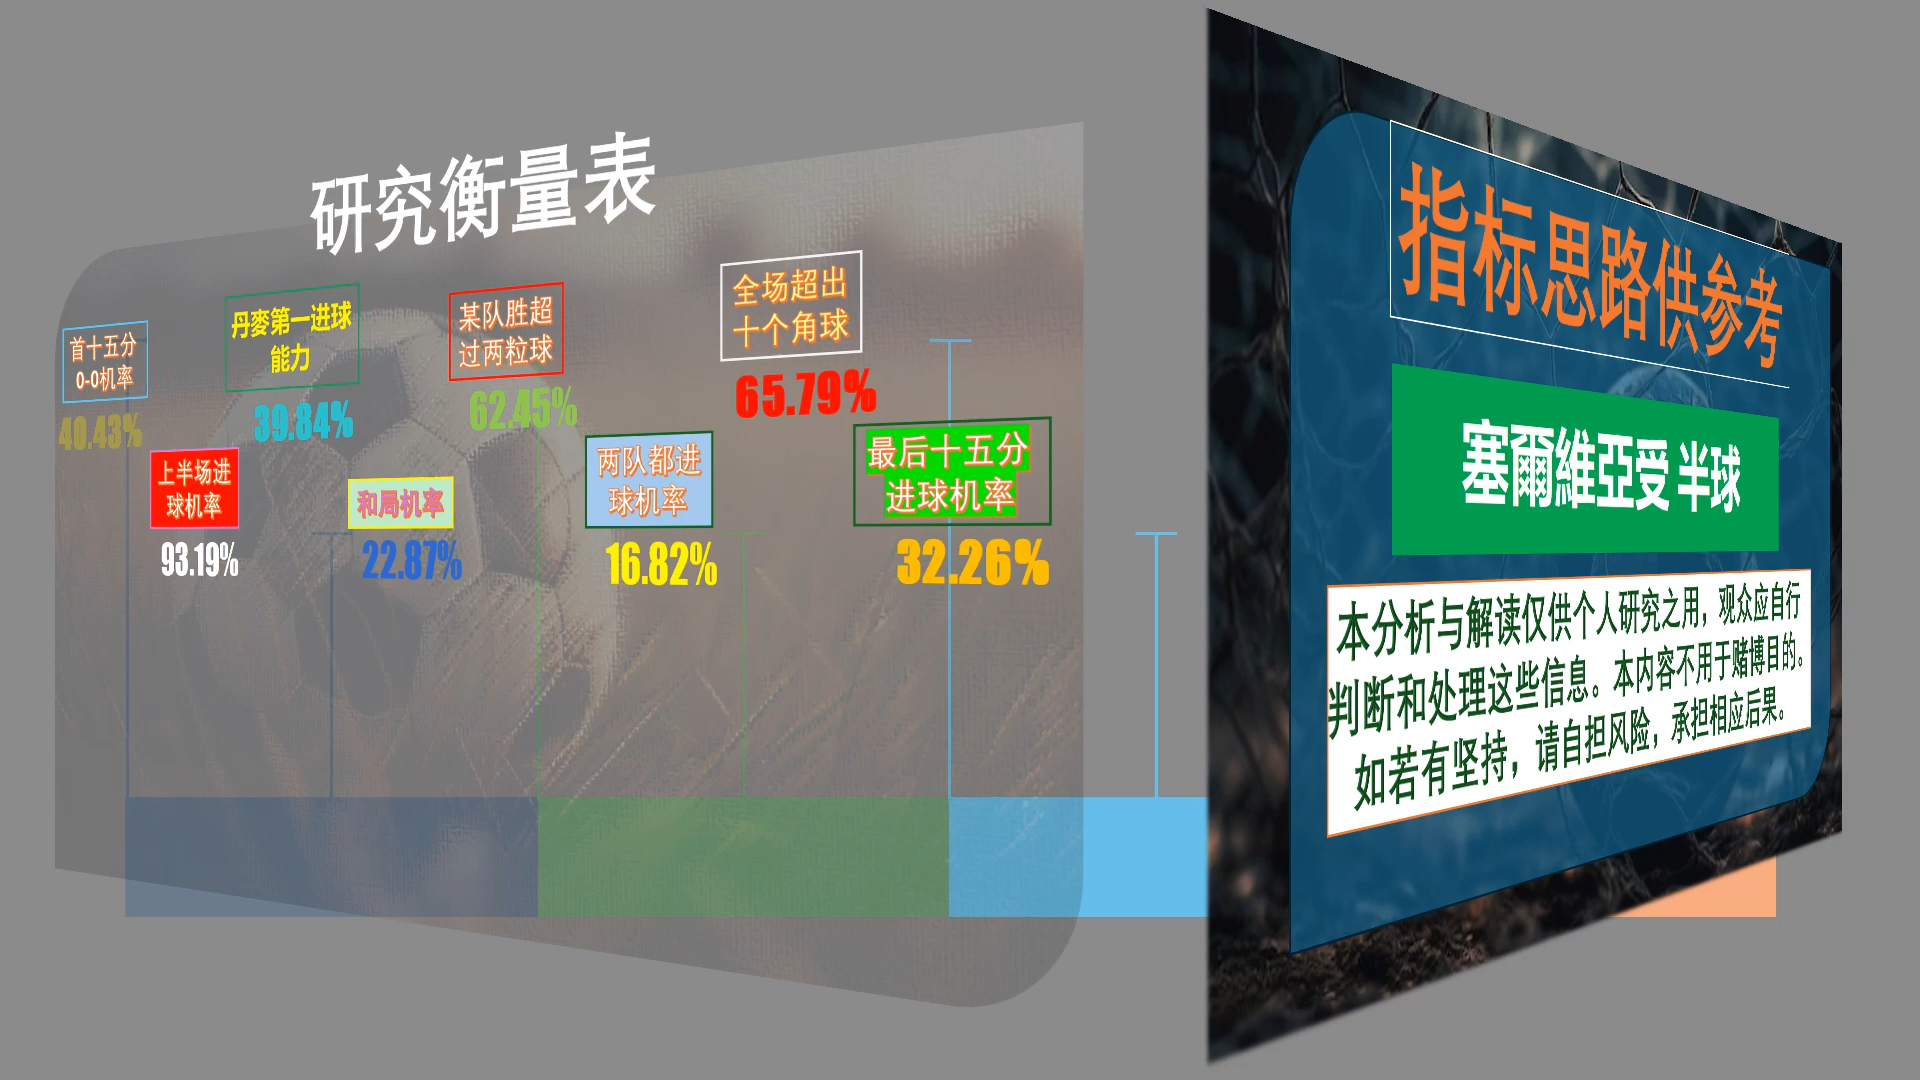 研究衡量表
首十五分
0-0机率
40.43%
丹麥第一进球
能力
39.84%
某队胜超
过两粒球
62.45%
全场超出
十个角球
65.79%
上半场进
球机率
93.19%
和局机率
22.87%
两队都进
球机率
16.82%
最后十五分
进球机率
32.26%
指标思路供参考
塞爾維亞受 半球
本分析与解读仅供个人研究之用，观众应自行
判断和处理这些信息。本内容不用于赌博目的。
如若有坚持，请自担风险，承担相应后果。